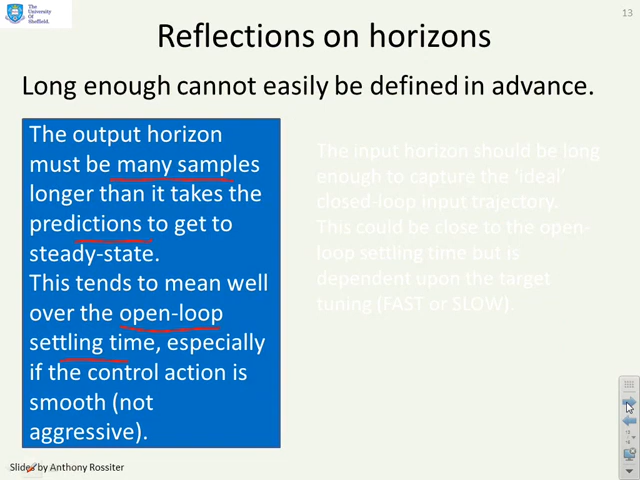 The
University
Of
Sheffield.
13
Reflections on horizons
Long enough cannot easily be defined in advance.
The output horizon
must be many samples
longer than it takes the
predictions to get to
steady-state.
This tends to mean well
over the open-loop
settling time, especially
if the control action is
smooth (not
aggressive).
The input horizon should be long
enough to capture the 'ideal'
closed-loop input trajectory.
This could be close to the open-
loop settling time but is
dependent upon the target
tuning (FAST or SLOW).
Slides by Anthony Rossiter